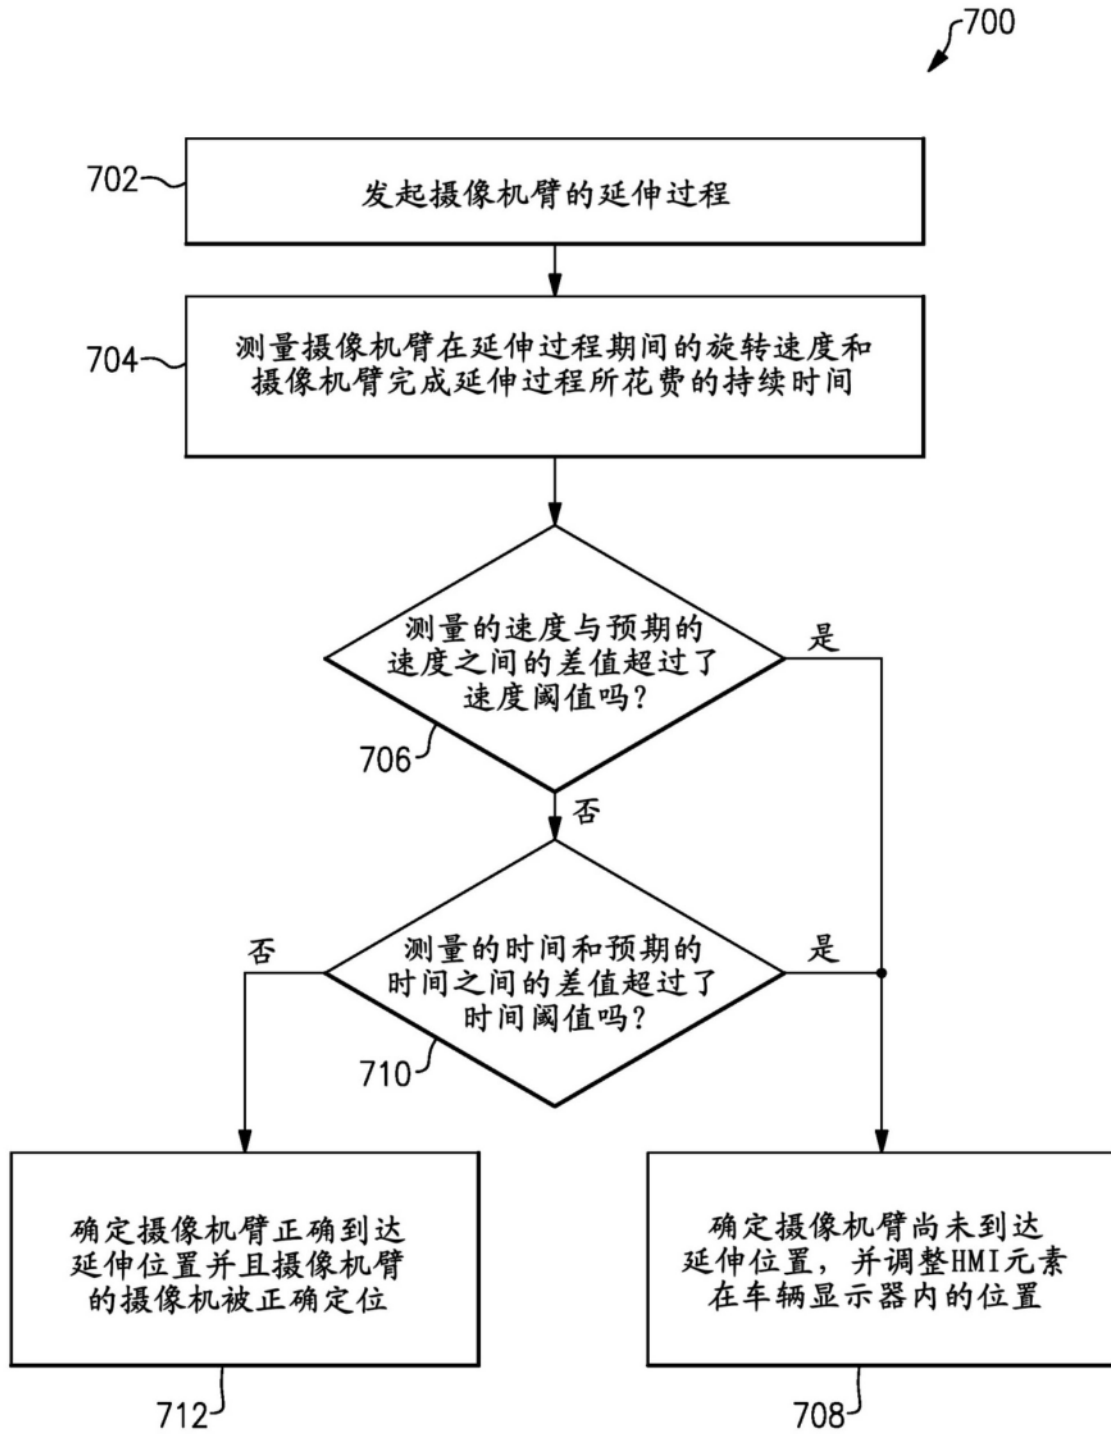 700
702
发起摄像机臂的延伸过程
704
测量摄像机臂在延伸过程期间的旋转速度和
摄像机臂完成延伸过程所花费的持续时间
测量的速度与预期的
速度之间的差值超过了
速度阈值吗?
是
706
否
测量的时间和预期的
时间之间的差值超过了
时间阈值吗?
否
是
710
确定摄像机臂正确到达
延伸位置并且摄像机臂
的摄像机被正确定位
712
确定摄像机臂尚未到达
延伸位置，并调整HMI元素
在车辆显示器内的位置
708